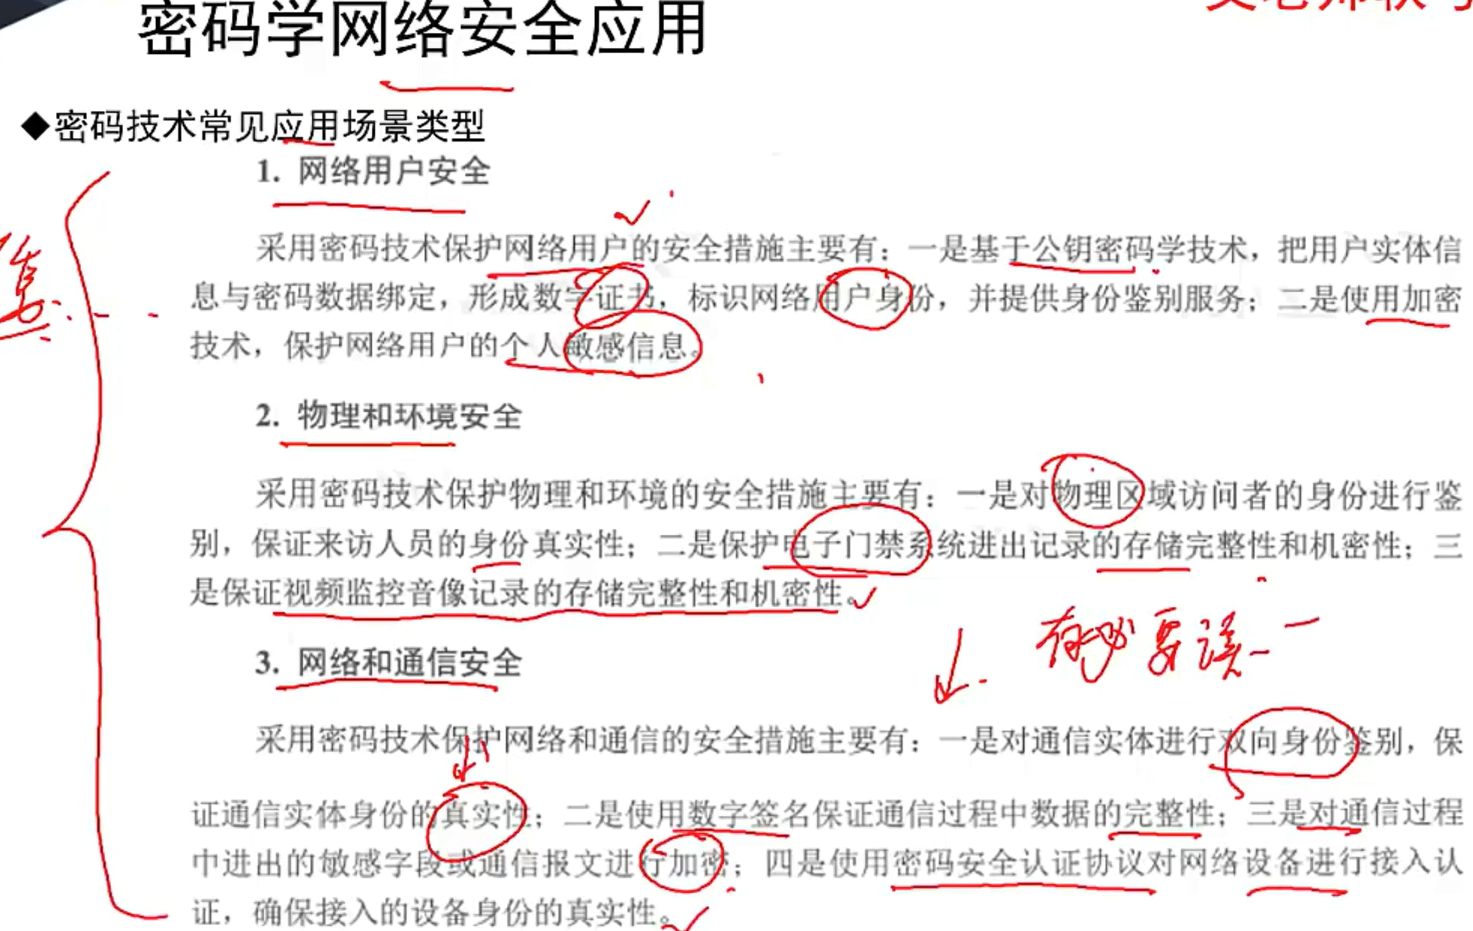 密码学网络安全应用
◆密码技术常见应用场景类型
1. 网络用户安全
采用密码技术保护网络用户的安全措施主要有：一是基于公钥密码学技术，把用户实体信
息与密码数据绑定，形成数字证书，标识网络用户身份，并提供身份鉴别服务；二是使用加密
技术，保护网络用户的个人敏感信息。
2. 物理和环境安全
采用密码技术保护物理和环境的安全措施主要有：一是对物理区域访问者的身份进行鉴
别，保证来访人员的身份真实性；二是保护电子门禁系统进出记录的存储完整性和机密性；三
是保证视频监控音像记录的存储完整性和机密性。
有必要误
3. 网络和通信安全
采用密码技术保护网络和通信的安全措施主要有：一是对通信实体进行双向身份鉴别，保
证通信实体身份的真实性；二是使用数字签名保证通信过程中数据的完整性；三是对通信过程
中进出的敏感字段或通信报文进行加密；四是使用密码安全认证协议对网络设备进行接入认
证，确保接入的设备身份的真实性。